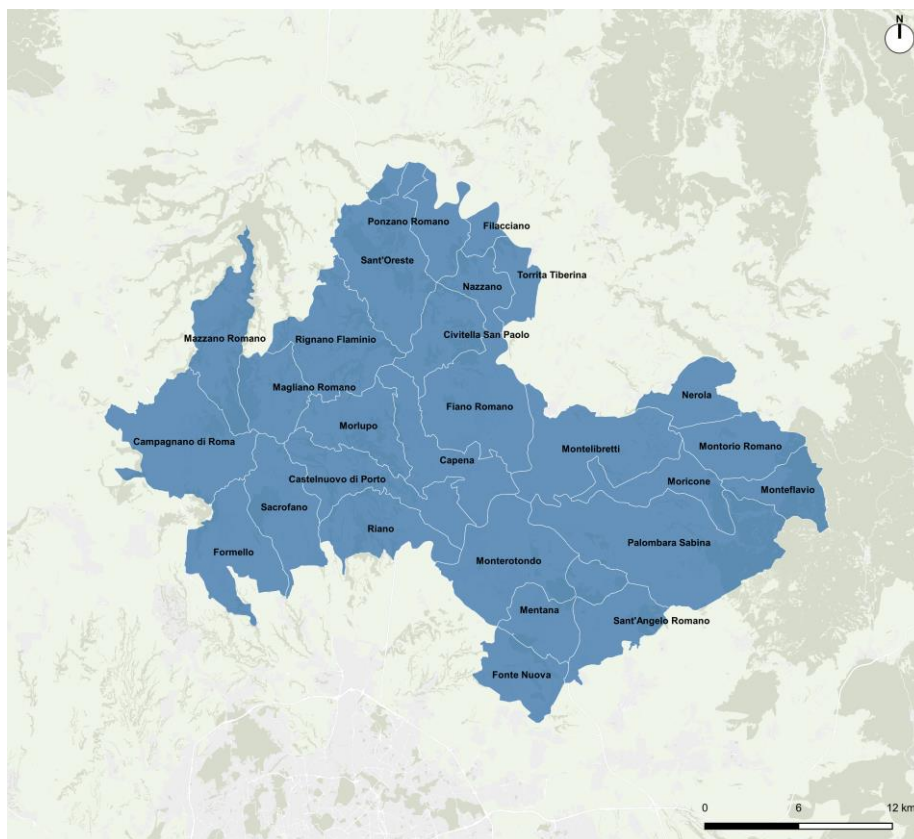 N
Ponzano Romano
Filacciano
Sant'Oreste
Torrita Tiberina
Nazzano
Mazzano Romano
Rignano Flaminio
Civitella San Paolo
Magliano Romano
Nerola
Fiano Romano
Morlupo
Campagnano di Roma
Montelibretti
Montorio Romano
Capena
Castelnuovo di Porto
Moricone
Monteflavio
Sacrofano
Riano
Palombara Sabina
Formello
Monterotondo
Mentana
Sant'Angelo Romano
Fonte Nuova
0 6 12 km